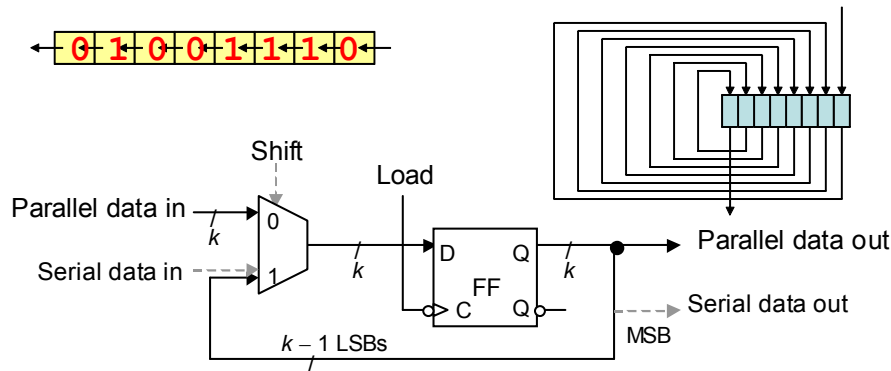 0 1 0 0 1 1 1 0
Shift
Load
Parallel data in
k
0
Serial data in
1
k
D
Q
FF
C
Q
k
Parallel data out
Serial data out
MSB
k – 1 LSBs